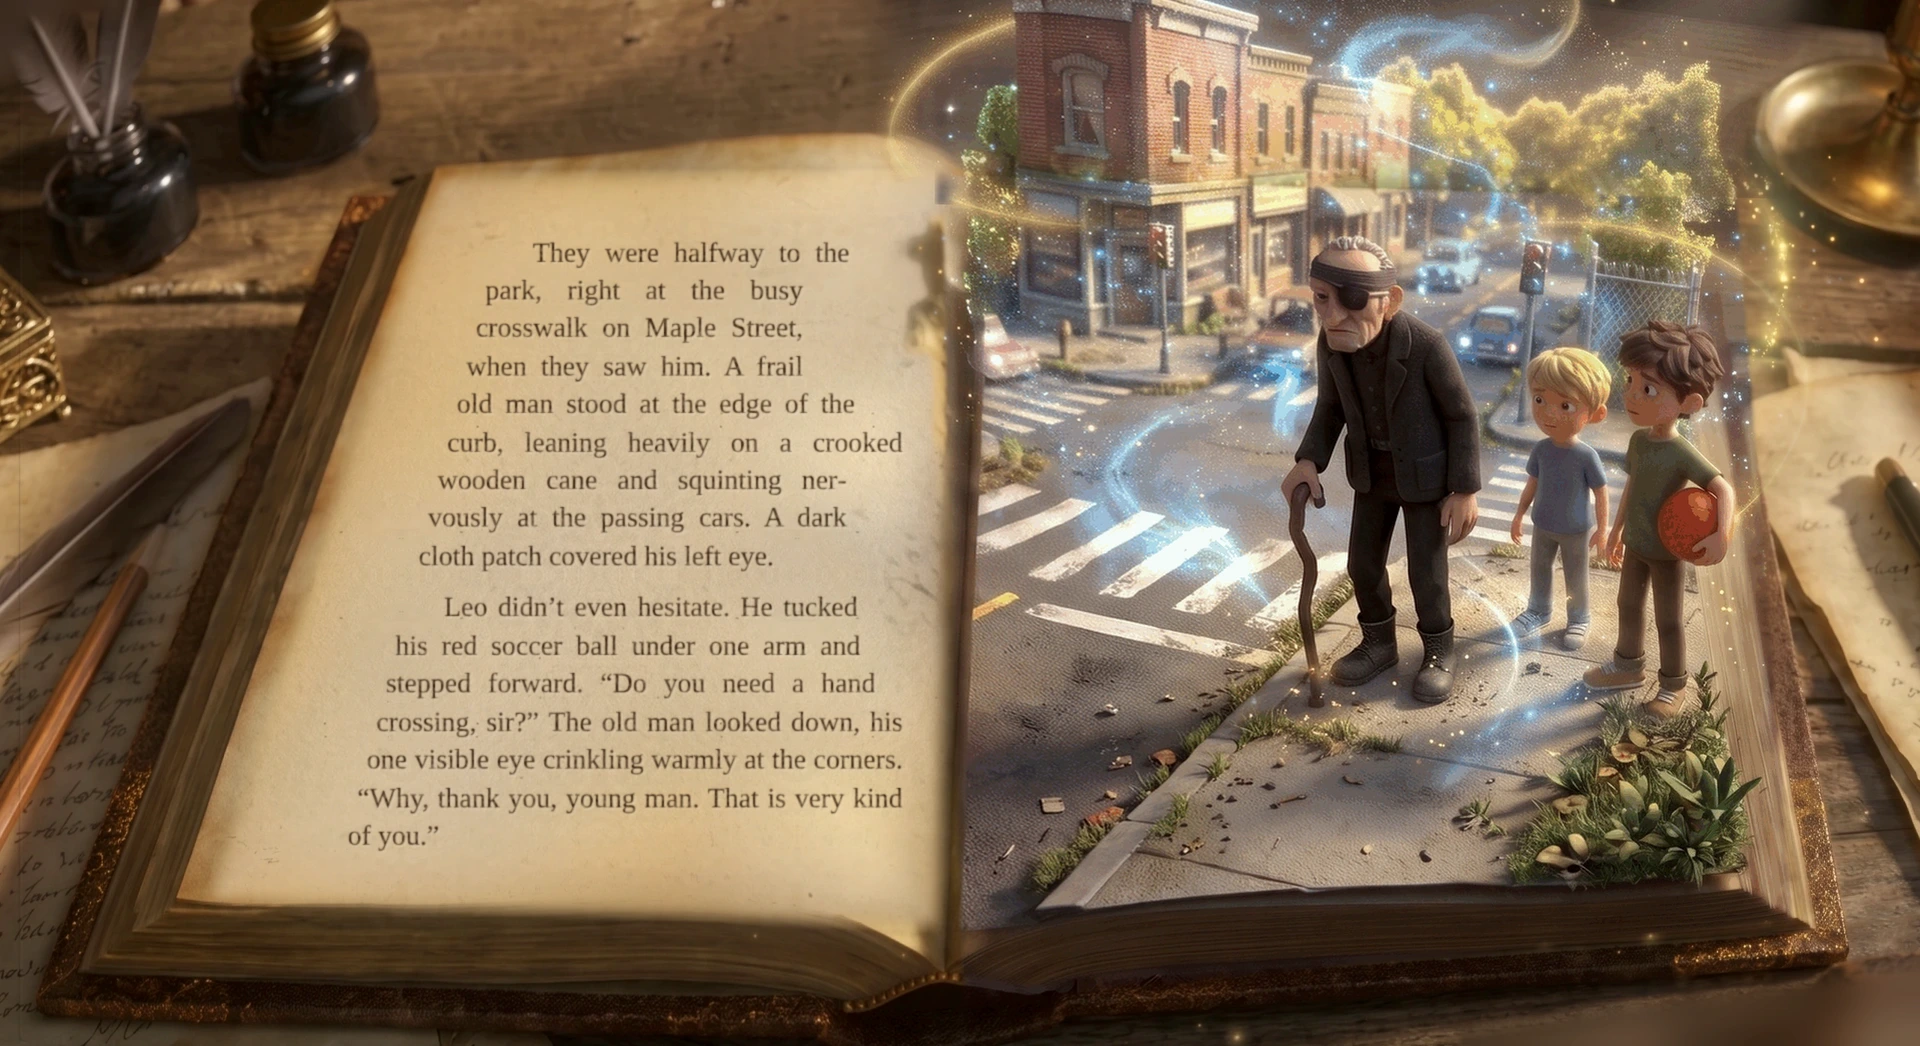 They were halfway to the
park, right at the busy
crosswalk on Maple Street,
when they saw him. A frail
old man stood at the edge of the
curb, leaning heavily on a crooked
wooden cane and squinting ner-
vously at the passing cars. A dark
cloth patch covered his left eye.
Leo didn’t even hesitate. He tucked
his red soccer ball under one arm and
stepped forward. “Do you need a hand
crossing, sir?” The old man looked down, his
one visible eye crinkling warmly at the corners.
“Why, thank you, young man. That is very kind
of you.”